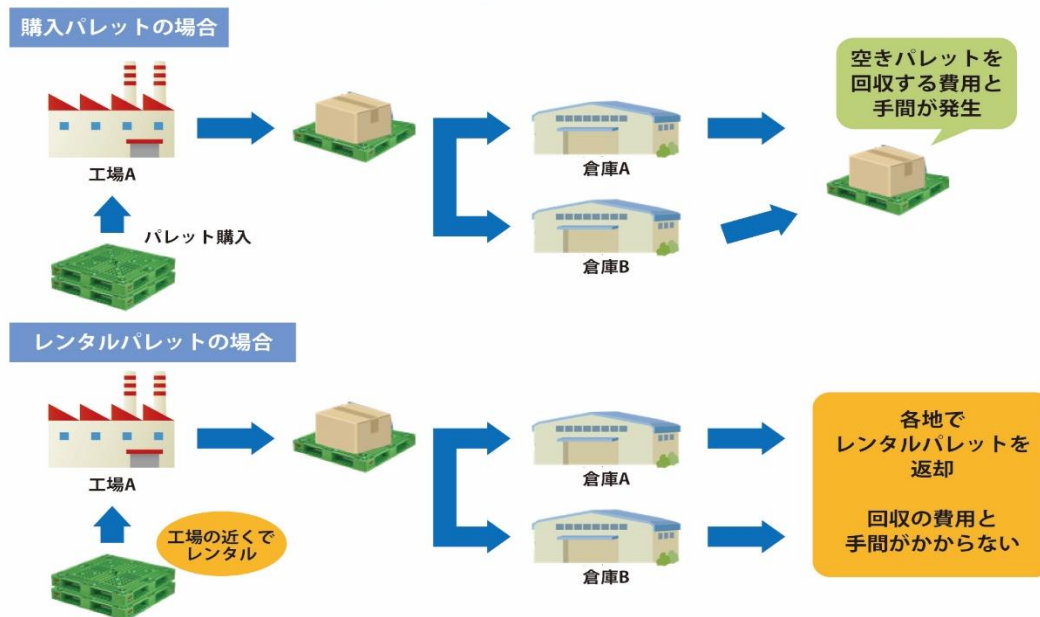 購入パレットの場合
空きパレットを
回収する費用と
手間が発生
工場A
倉庫A
パレット購入
倉庫B
レンタルパレットの場合
工場A
倉庫A
各地で
レンタルパレットを
返却
回収の費用と
手間がかからない
工場の近くで
レンタル
倉庫B